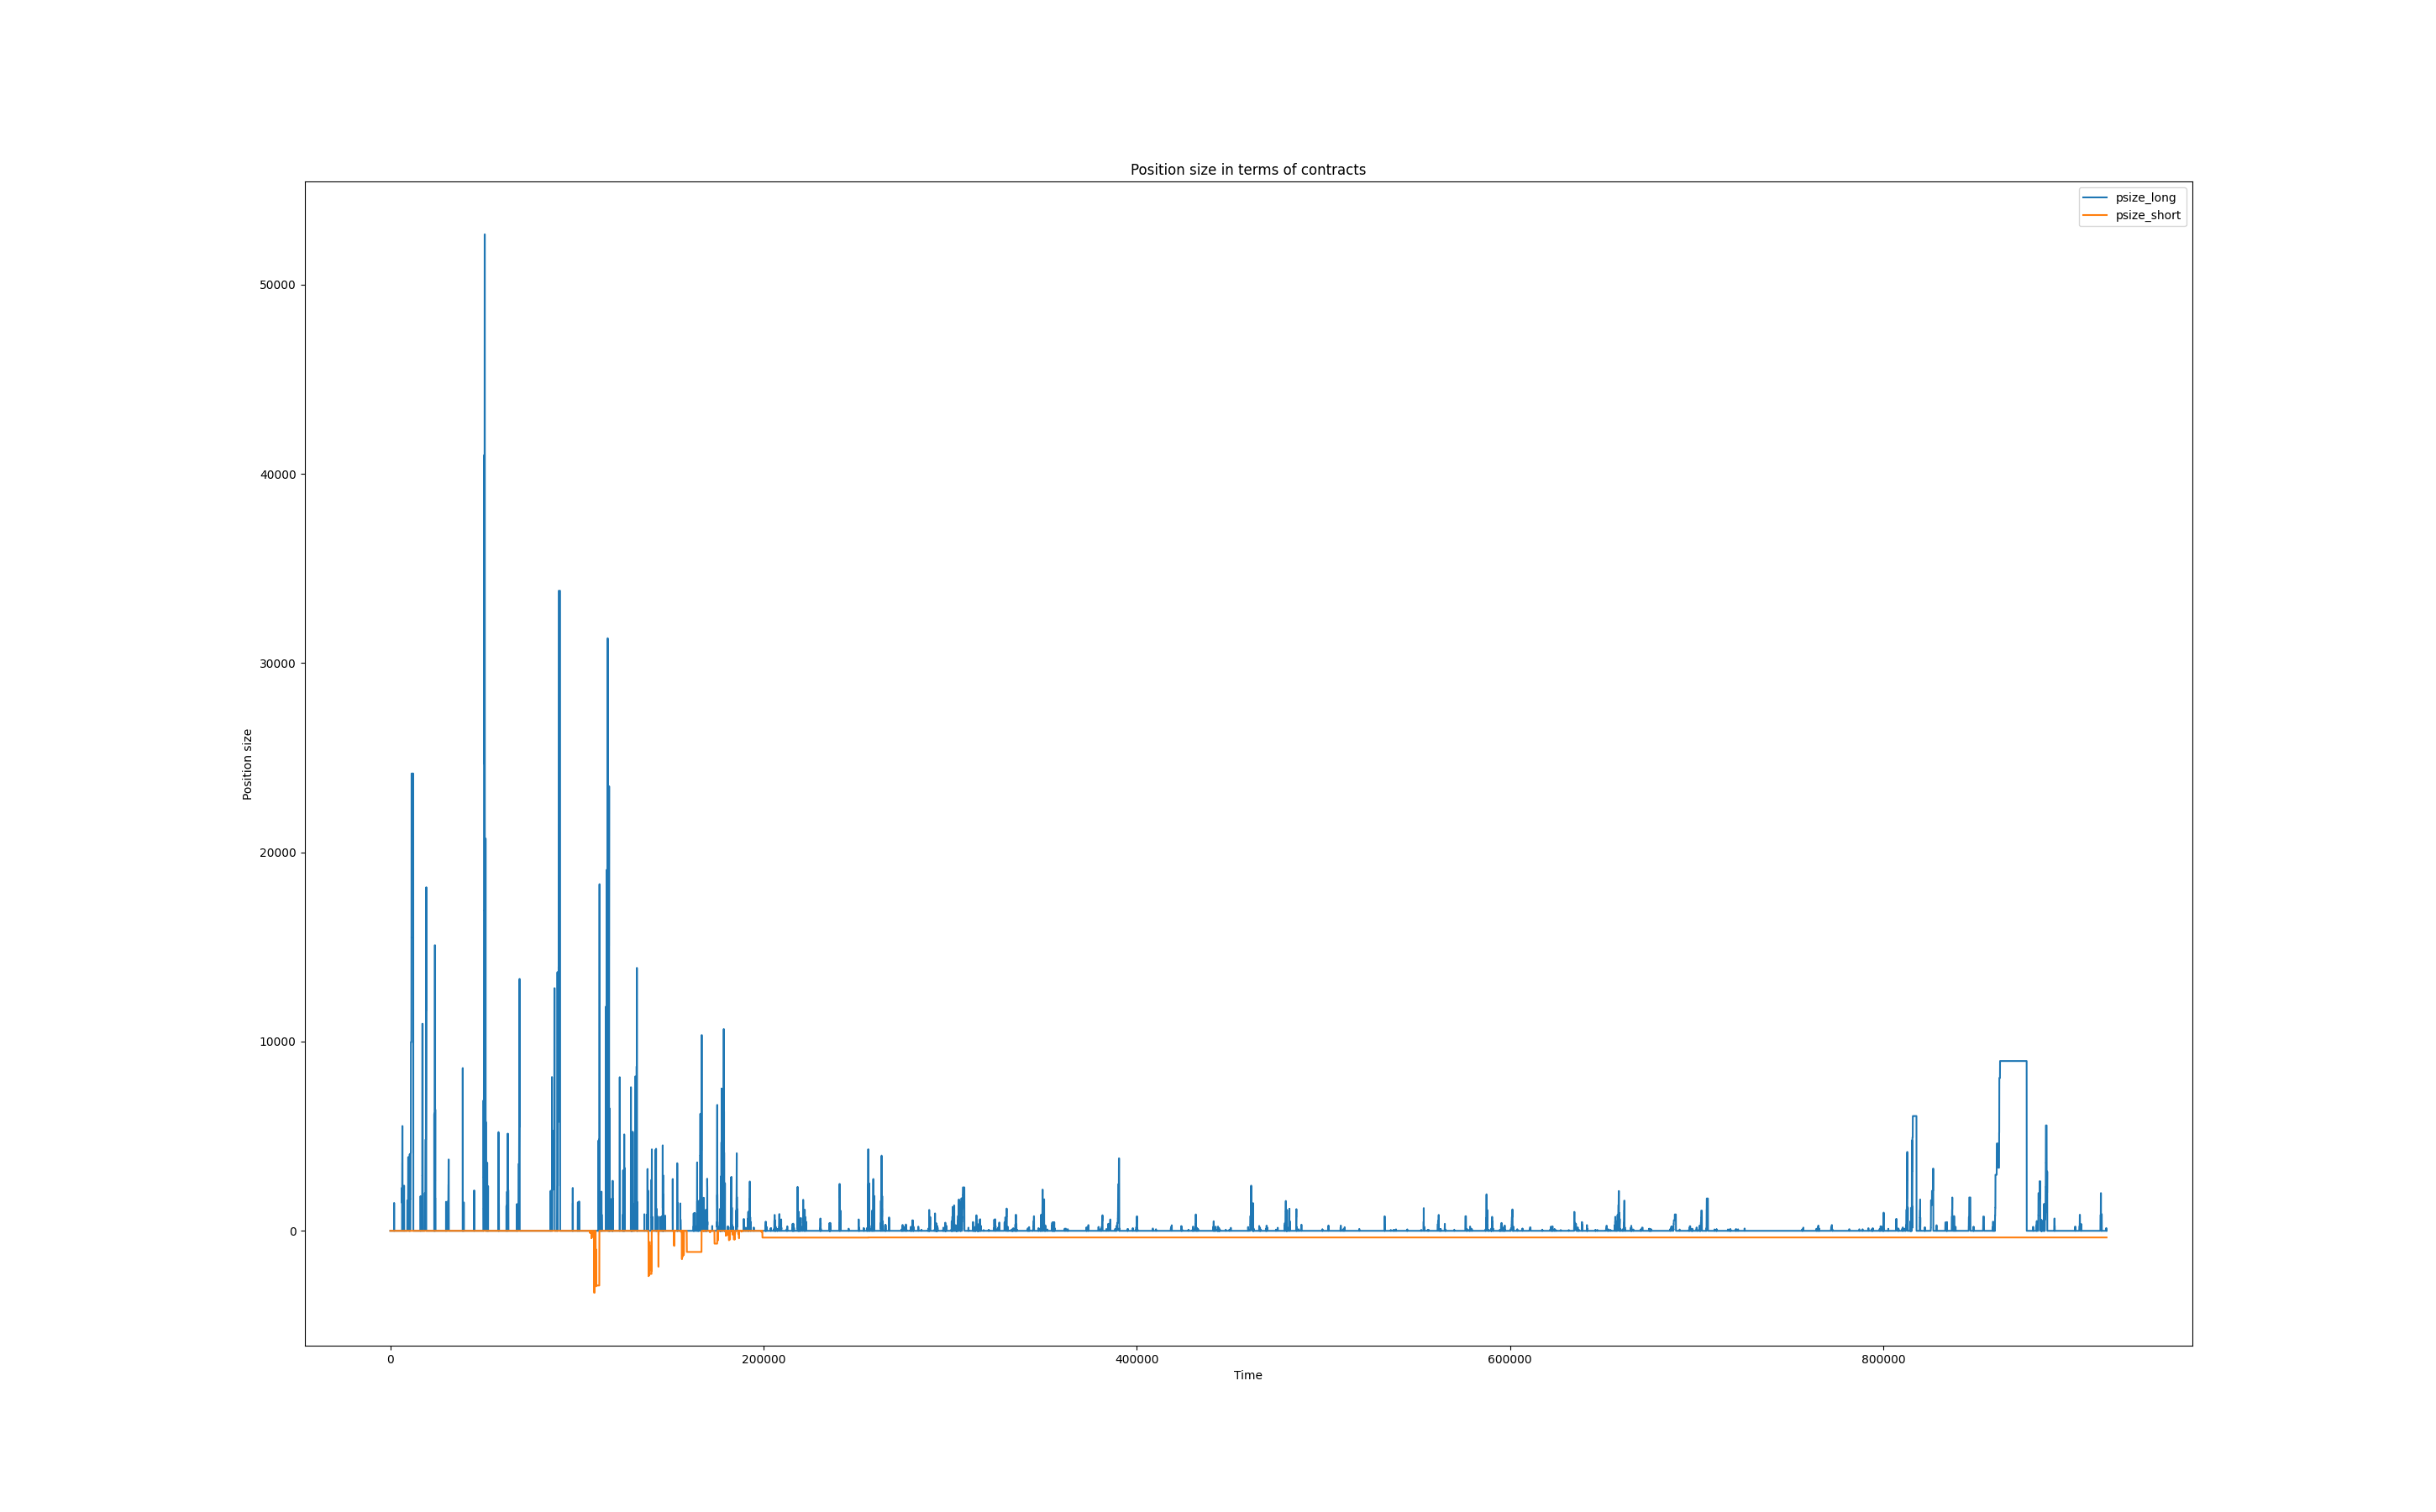 Position size in terms of contracts
psize_long
psize_short
Position size
50000
40000
30000
20000
10000
0
0
200000
400000
600000
800000
Time